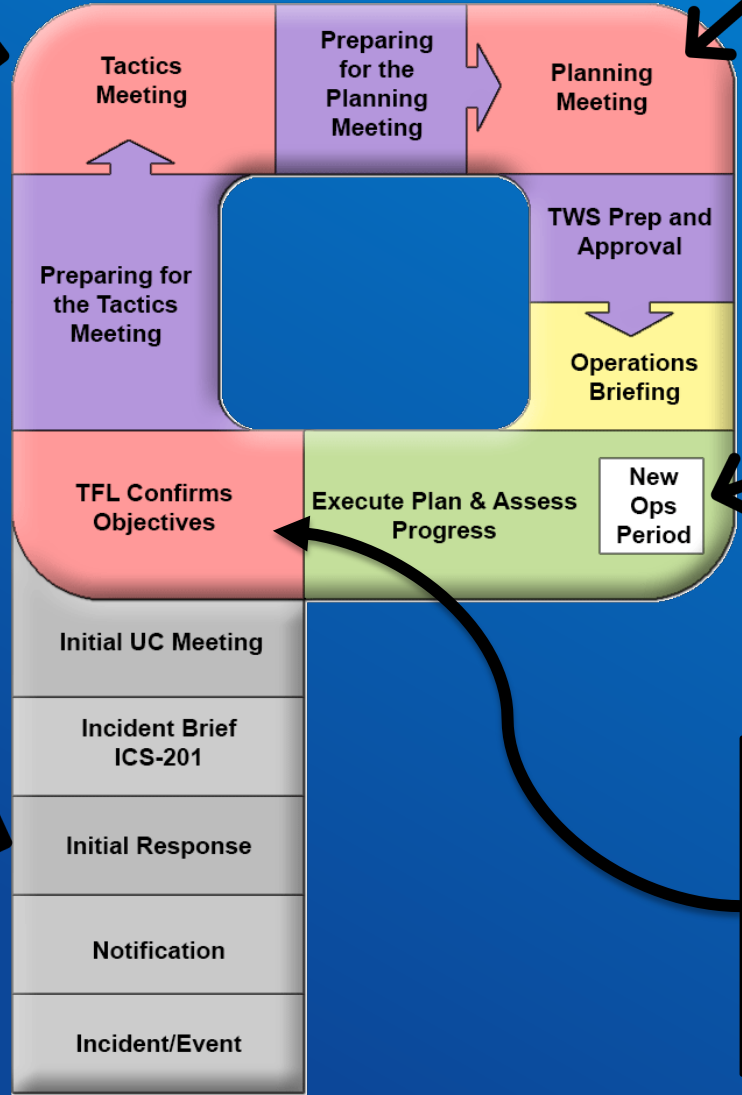 Tactics
Meeting
Preparing
for the
Planning
Meeting
Planning
Meeting
Preparing for
the Tactics
Meeting
TWS Prep and
Approval
Operations
Briefing
TFL Confirms
Objectives
Execute Plan & Assess
Progress
New
Ops
Period
Initial UC Meeting
Incident Brief
ICS-201
Initial Response
Notification
Incident/Event